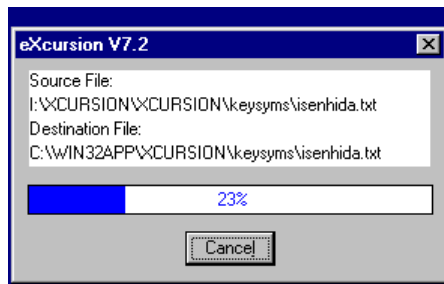 eXcursion V7.2
Source File:
I:\XCURSION\XCURSION\keysyms\isenhida.txt
Destination File:
C:\WIN32APP\XCURSION\keysyms\isenhida.txt
23%
Cancel